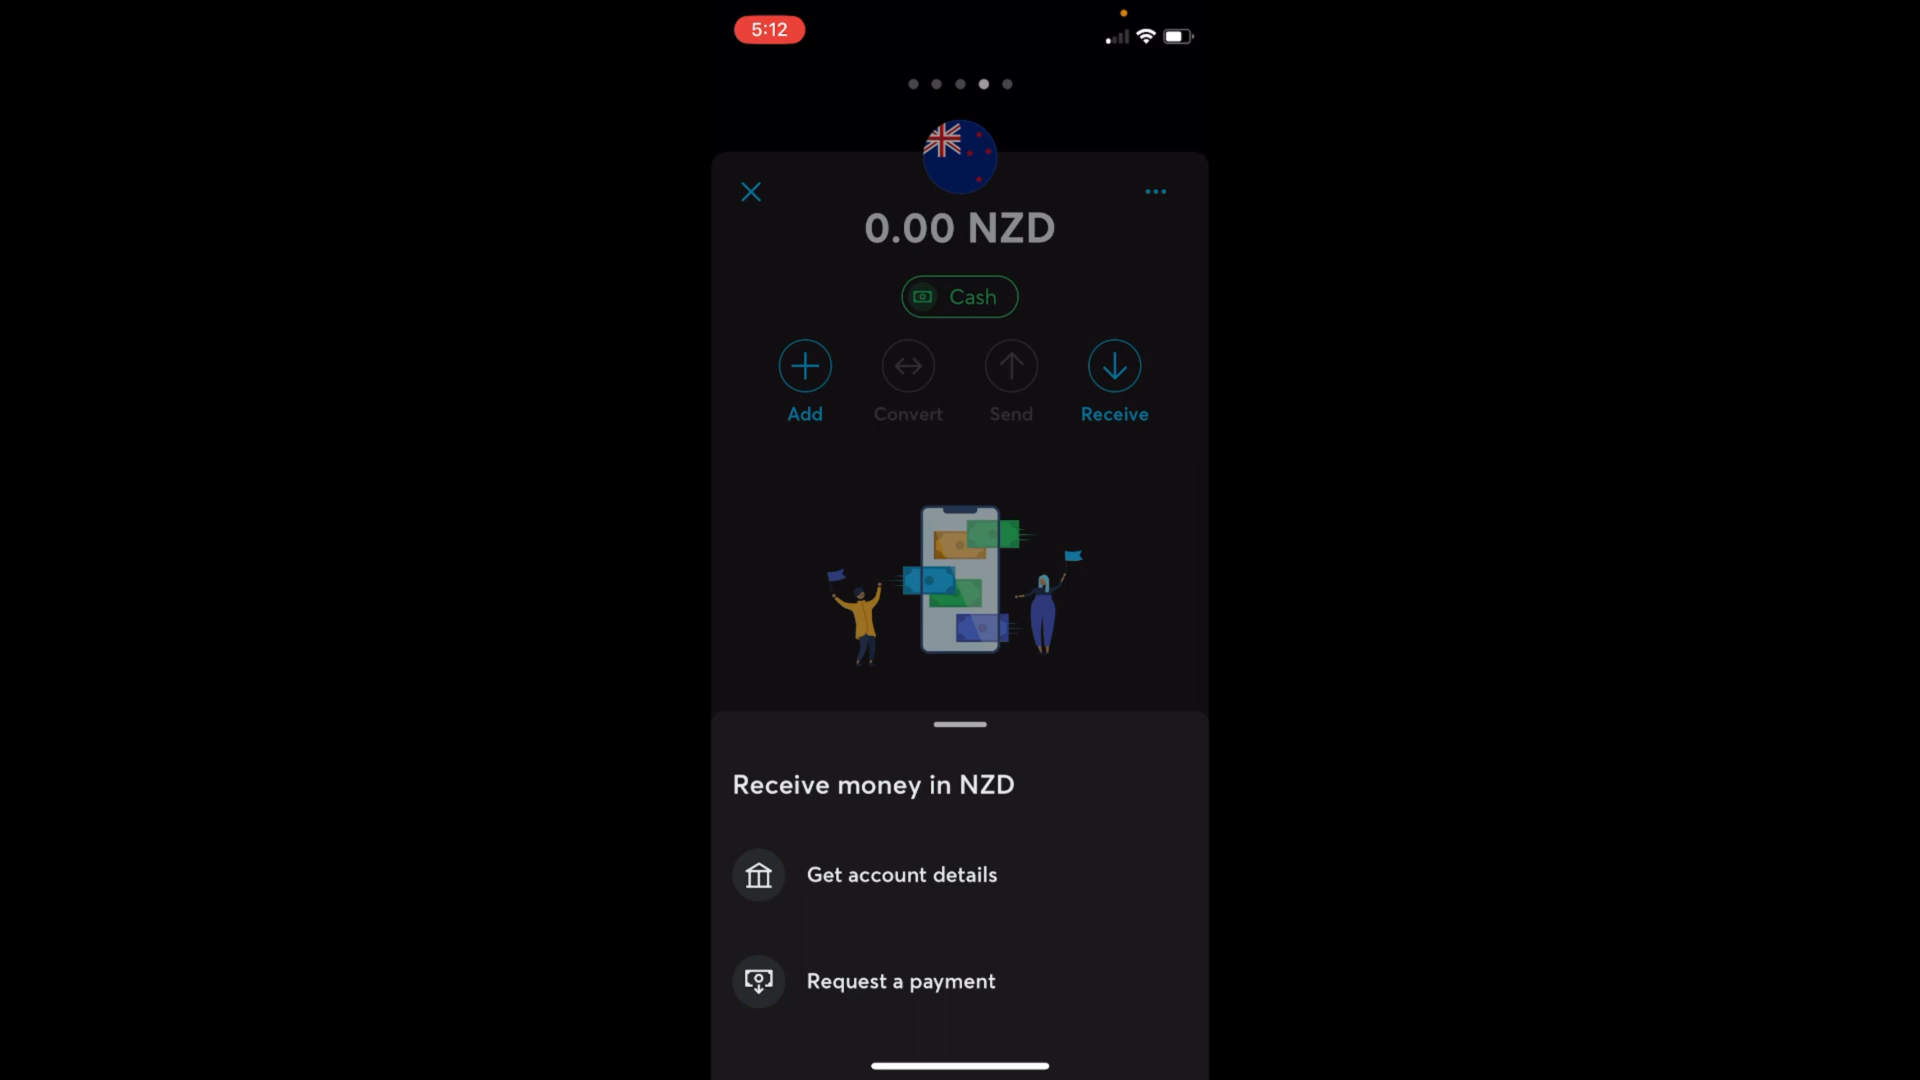 5:12
0.00 NZD
Cash
Add
Convert
Send
Receive
Receive money in NZD
Get account details
Request a payment